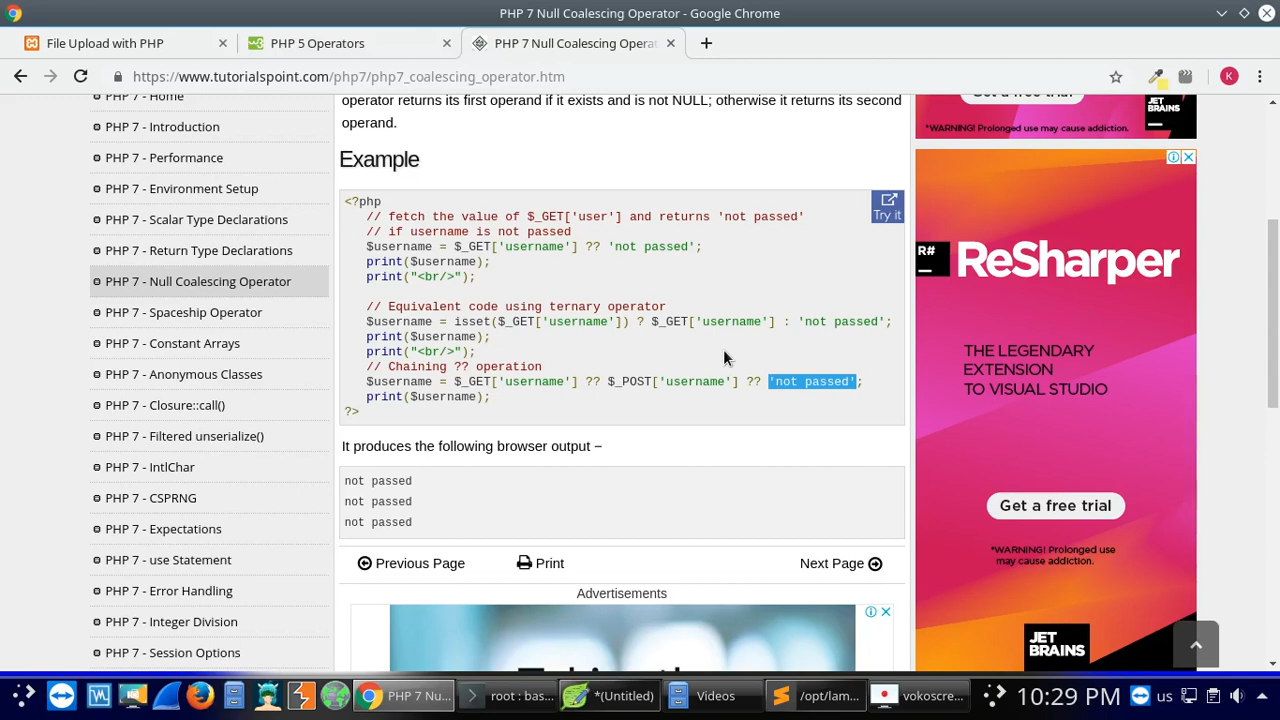 PHP 7 Null Coalescing Operator - Google Chrome
File Upload with PHP
PHP 5 Operators
PHP 7 Null Coalescing Operat
https://www.tutorialspoint.com/php7/php7_coalescing_operator.htm
K
PHP 7 - Home
PHP 7 - Introduction
PHP 7 - Performance
PHP 7 - Environment Setup
PHP 7 - Scalar Type Declarations
PHP 7 - Return Type Declarations
PHP 7 - Null Coalescing Operator
PHP 7 - Spaceship Operator
PHP 7 - Constant Arrays
PHP 7 - Anonymous Classes
PHP 7 - Closure::call()
PHP 7 - Filtered unserialize()
PHP 7 - IntlChar
PHP 7 - CSPRNG
PHP 7 - Expectations
PHP 7 - use Statement
PHP 7 - Error Handling
PHP 7 - Integer Division
PHP 7 - Session Options
operator returns its first operand if it exists and is not NULL; otherwise it returns its second
operand.
Example
Try it
<?php
// fetch the value of $_GET['user'] and returns 'not passed'
// if username is not passed
$username = $_GET['username'] ?? 'not passed';
print($username);
print("<br/>");
// Equivalent code using ternary operator
$username = isset($_GET['username']) ? $_GET['username'] : 'not passed';
print($username);
print("<br/>");
// Chaining ?? operation
$username = $_GET['username'] ?? $_POST['username'] ?? 'not passed';
print($username);
?>
It produces the following browser output −
not passed
not passed
not passed
Previous Page
Print
Next Page
Advertisements
Get a free trial
JET
BRAINS
*WARNING! Prolonged use may cause addiction.
R#
ReSharper
THE LEGENDARY
EXTENSION
TO VISUAL STUDIO
Get a free trial
*WARNING! Prolonged use
may cause addiction.
JET
BRAINS
PHP 7 Nu...
root : bas...
*(Untitled)
Videos
/opt/lam...
vokoscre...
10:29 PM
us